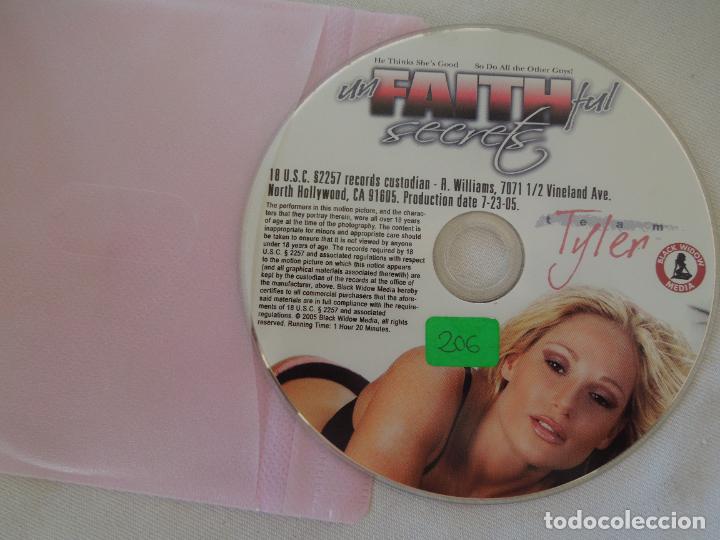 He Thinks She's Good So Do All the Other Guys!
unFAITHful
secrets
18 U.S.C. §2257 records custodian - R. Williams, 7071 1/2 Vineland Ave.
North Hollywood, CA 91605. Production date 7-23-05.
The performers in this motion picture, and the charac-
ters that they portray therein, were all over 18 years
of age at the time of the photography. The content is
inappropriate for minors and appropriate care should
be taken to ensure that it is not viewed by anyone
under 18 years of age. The records required by 18
U.S.C. § 2257 and associated regulations with respect
to the motion picture on which this notice appears
(and all graphical materials associated therewith) are
kept by the custodian of records at the office of
the manufacturer, above. Black Widow Media hereby
certifies to all commercial purchasers that the afore-
said materials are in full compliance with the require-
ments of 18 U.S.C. § 2257 and associated
regulations. © 2005 Black Widow Media, all rights
reserved. Running Time: 1 Hour 20 Minutes.
team
Tyler
BLACK WIDOW
MEDIA
206
todocoleccion